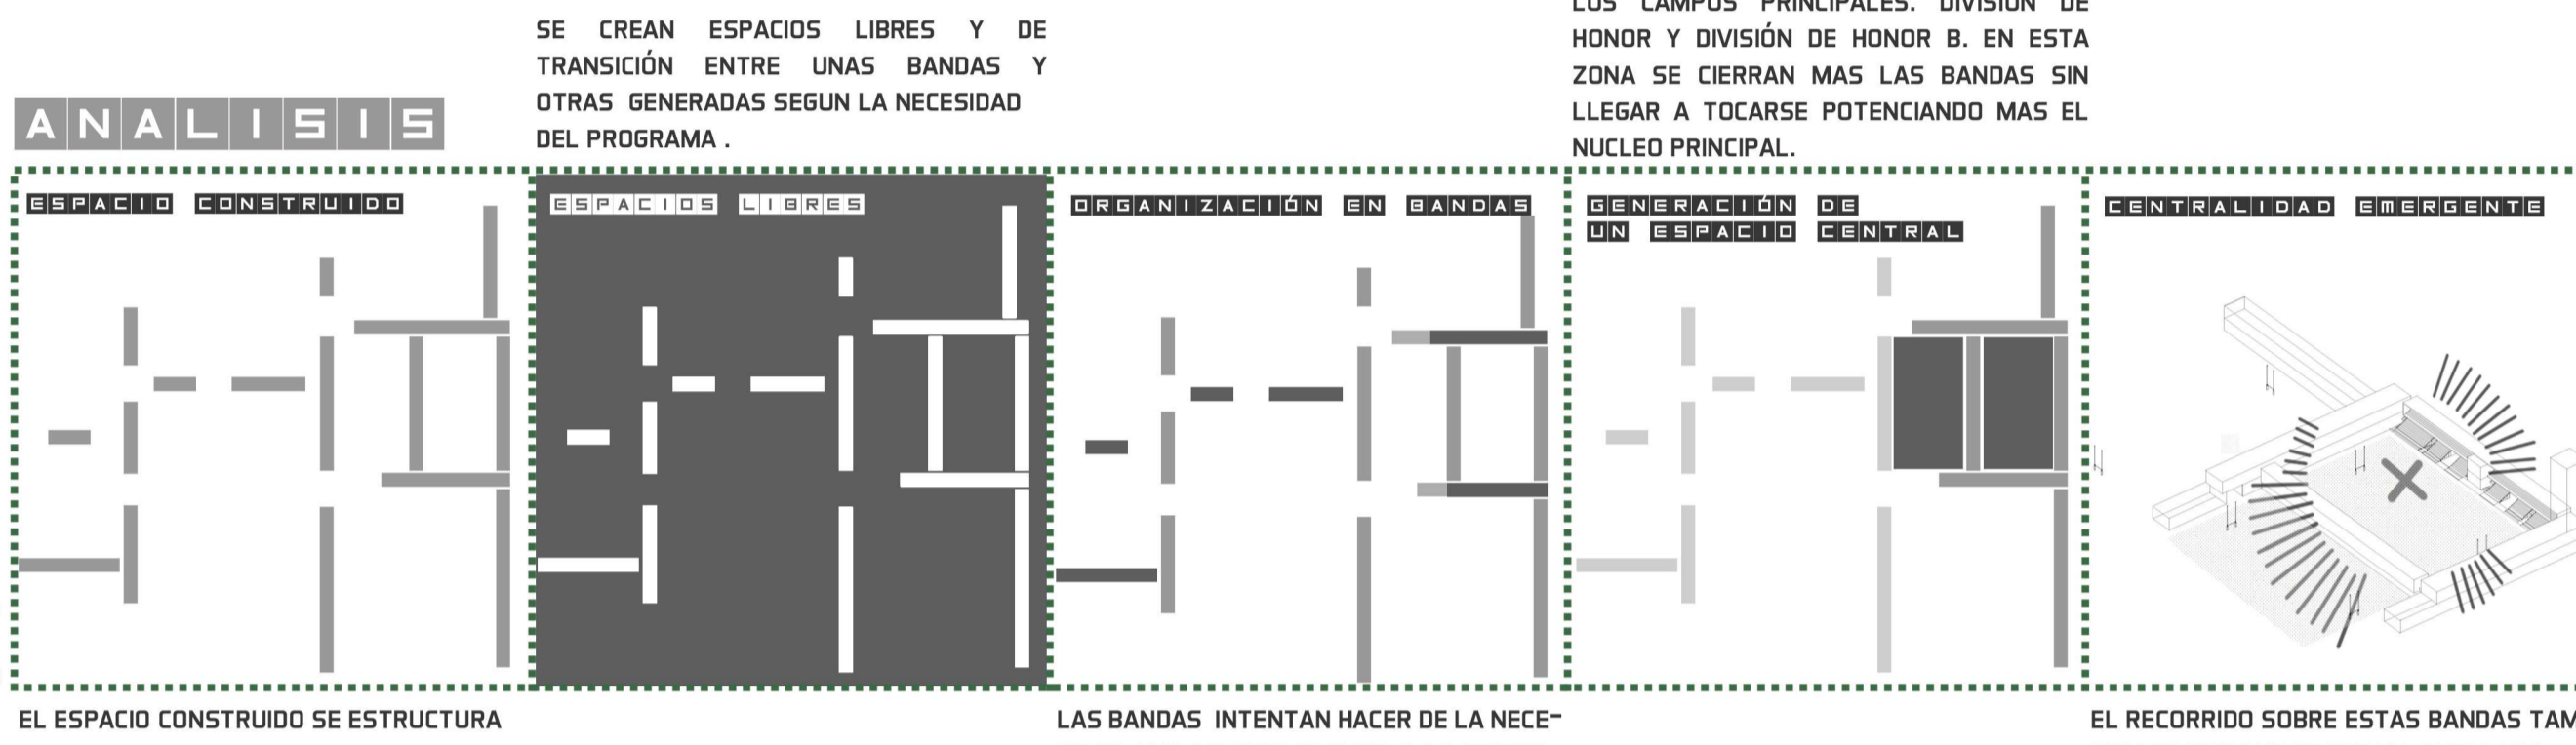 ANALISIS
SE CREAN ESPACIOS LIBRES Y DE
TRANSICIÓN ENTRE UNAS BANDAS Y
OTRAS GENERADAS SEGUN LA NECESIDAD
DEL PROGRAMA .
LOS CAMPOS PRINCIPALES. DIVISIÓN DE
HONOR Y DIVISIÓN DE HONOR B. EN ESTA
ZONA SE CIERRAN MAS LAS BANDAS SIN
LLEGAR A TOCARSE POTENCIANDO MAS EL
NUCLEO PRINCIPAL.
ESPACIO CONSTRUIDO
ESPACIOS LIBRES
ORGANIZACIÓN EN BANDAS
GENERACIÓN DE
UN ESPACIO CENTRAL
CENTRALIDAD EMERGENTE
EL ESPACIO CONSTRUIDO SE ESTRUCTURA
LAS BANDAS INTENTAN HACER DE LA NECE-
EL RECORRIDO SOBRE ESTAS BANDAS TAM